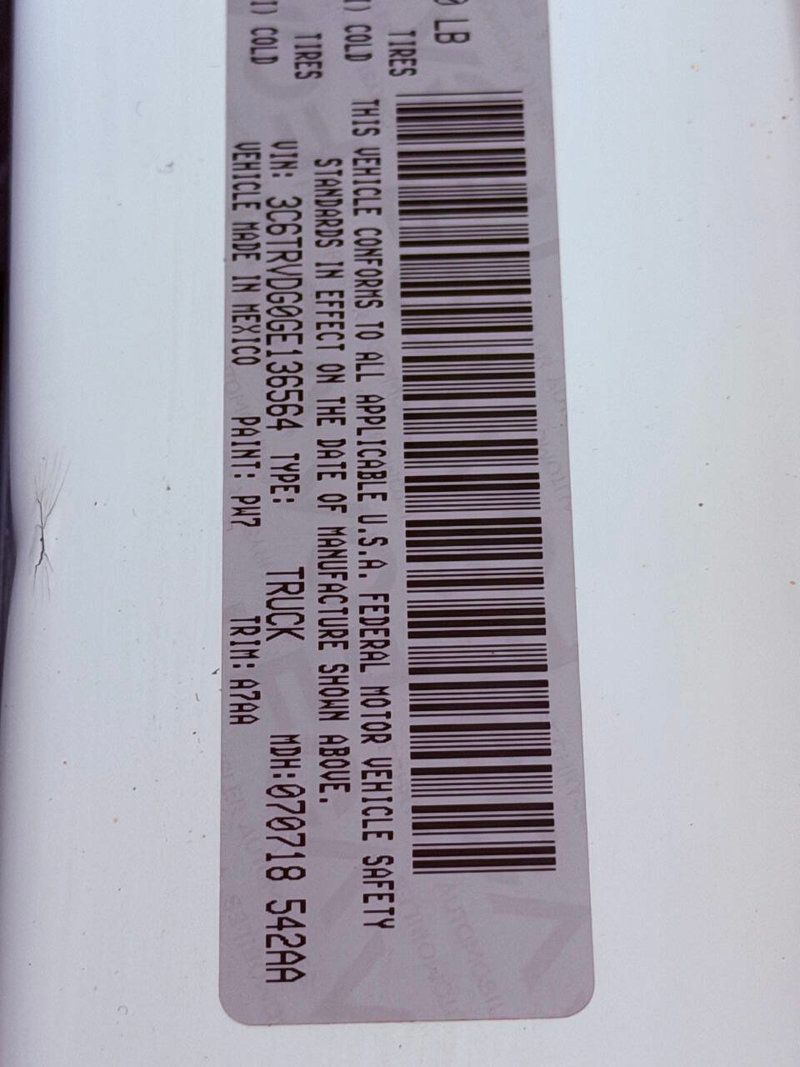 0 LB
TIRES
I) COLD
TIRES
I) COLD
THIS VEHICLE CONFORMS TO ALL APPLICABLE U.S.A. FEDERAL MOTOR VEHICLE SAFETY
STANDARDS IN EFFECT ON THE DATE OF MANUFACTURE SHOWN ABOVE.
VIN: 3C6TRVDG0GE136564 TYPE: TRUCK MDH:070718 542AA
VEHICLE MADE IN MEXICO PAINT: PW7 TRIM: A7AA